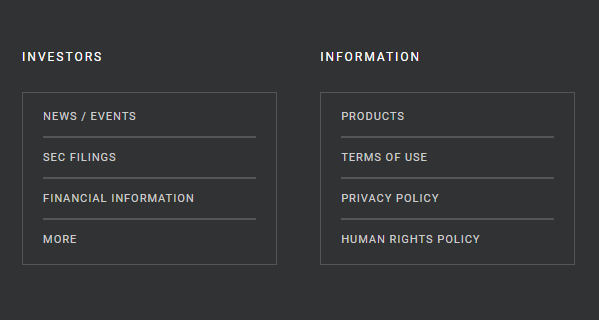 INVESTORS
NEWS / EVENTS
SEC FILINGS
FINANCIAL INFORMATION
MORE
INFORMATION
PRODUCTS
TERMS OF USE
PRIVACY POLICY
HUMAN RIGHTS POLICY